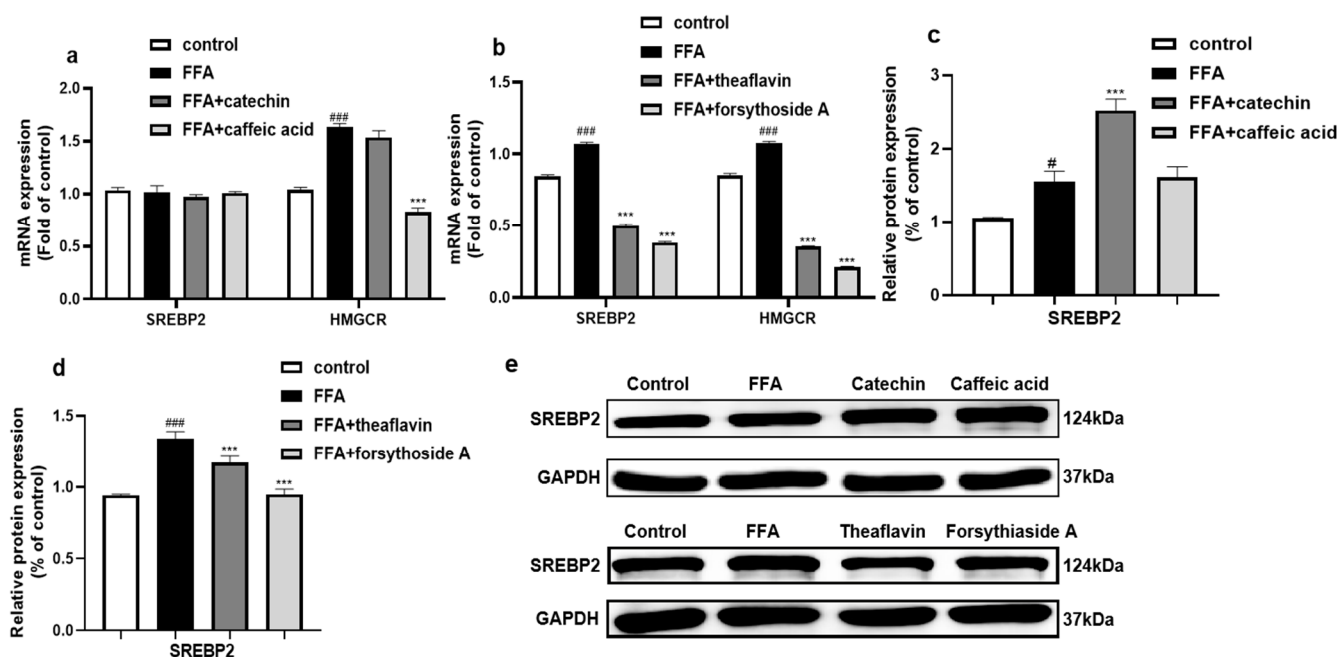 a
control
FFA
FFA+catechin
FFA+caffeic acid
mRNA expression
(Fold of control)
2.0
1.5
1.0
0.5
0.0
###
***
SREBP2
HMGCR
b
control
FFA
FFA+theaflavin
FFA+forsythoside A
mRNA expression
(Fold of control)
1.5
1.0
0.5
0.0
###
***
***
###
***
***
SREBP2
HMGCR
c
control
FFA
FFA+catechin
FFA+caffeic acid
Relative protein expression
(% of control)
3
2
1
0
#
***
SREBP2
d
control
FFA
FFA+theaflavin
FFA+forsythoside A
Relative protein expression
(% of control)
1.5
1.0
0.5
0.0
###
***
***
SREBP2
e
Control FFA Catechin Caffeic acid
SREBP2 124kDa
GAPDH 37kDa
Control FFA Theaflavin Forsythiaside A
SREBP2 124kDa
GAPDH 37kDa